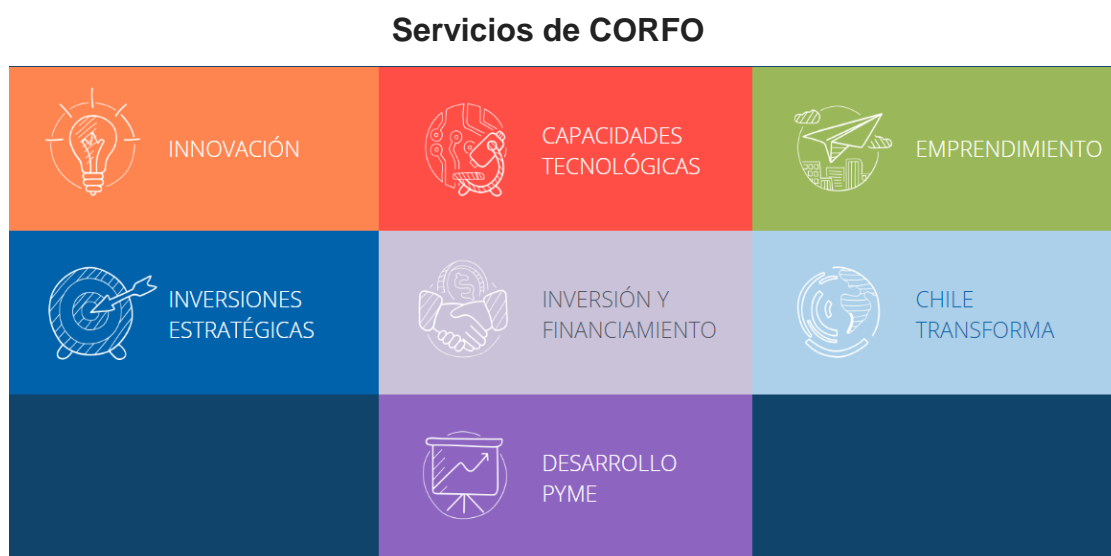 Servicios de CORFO
INNOVACIÓN
CAPACIDADES
TECNOLÓGICAS
EMPRENDIMIENTO
INVERSIONES
ESTRATÉGICAS
INVERSIÓN Y
FINANCIAMIENTO
CHILE
TRANSFORMA
DESARROLLO
PYME